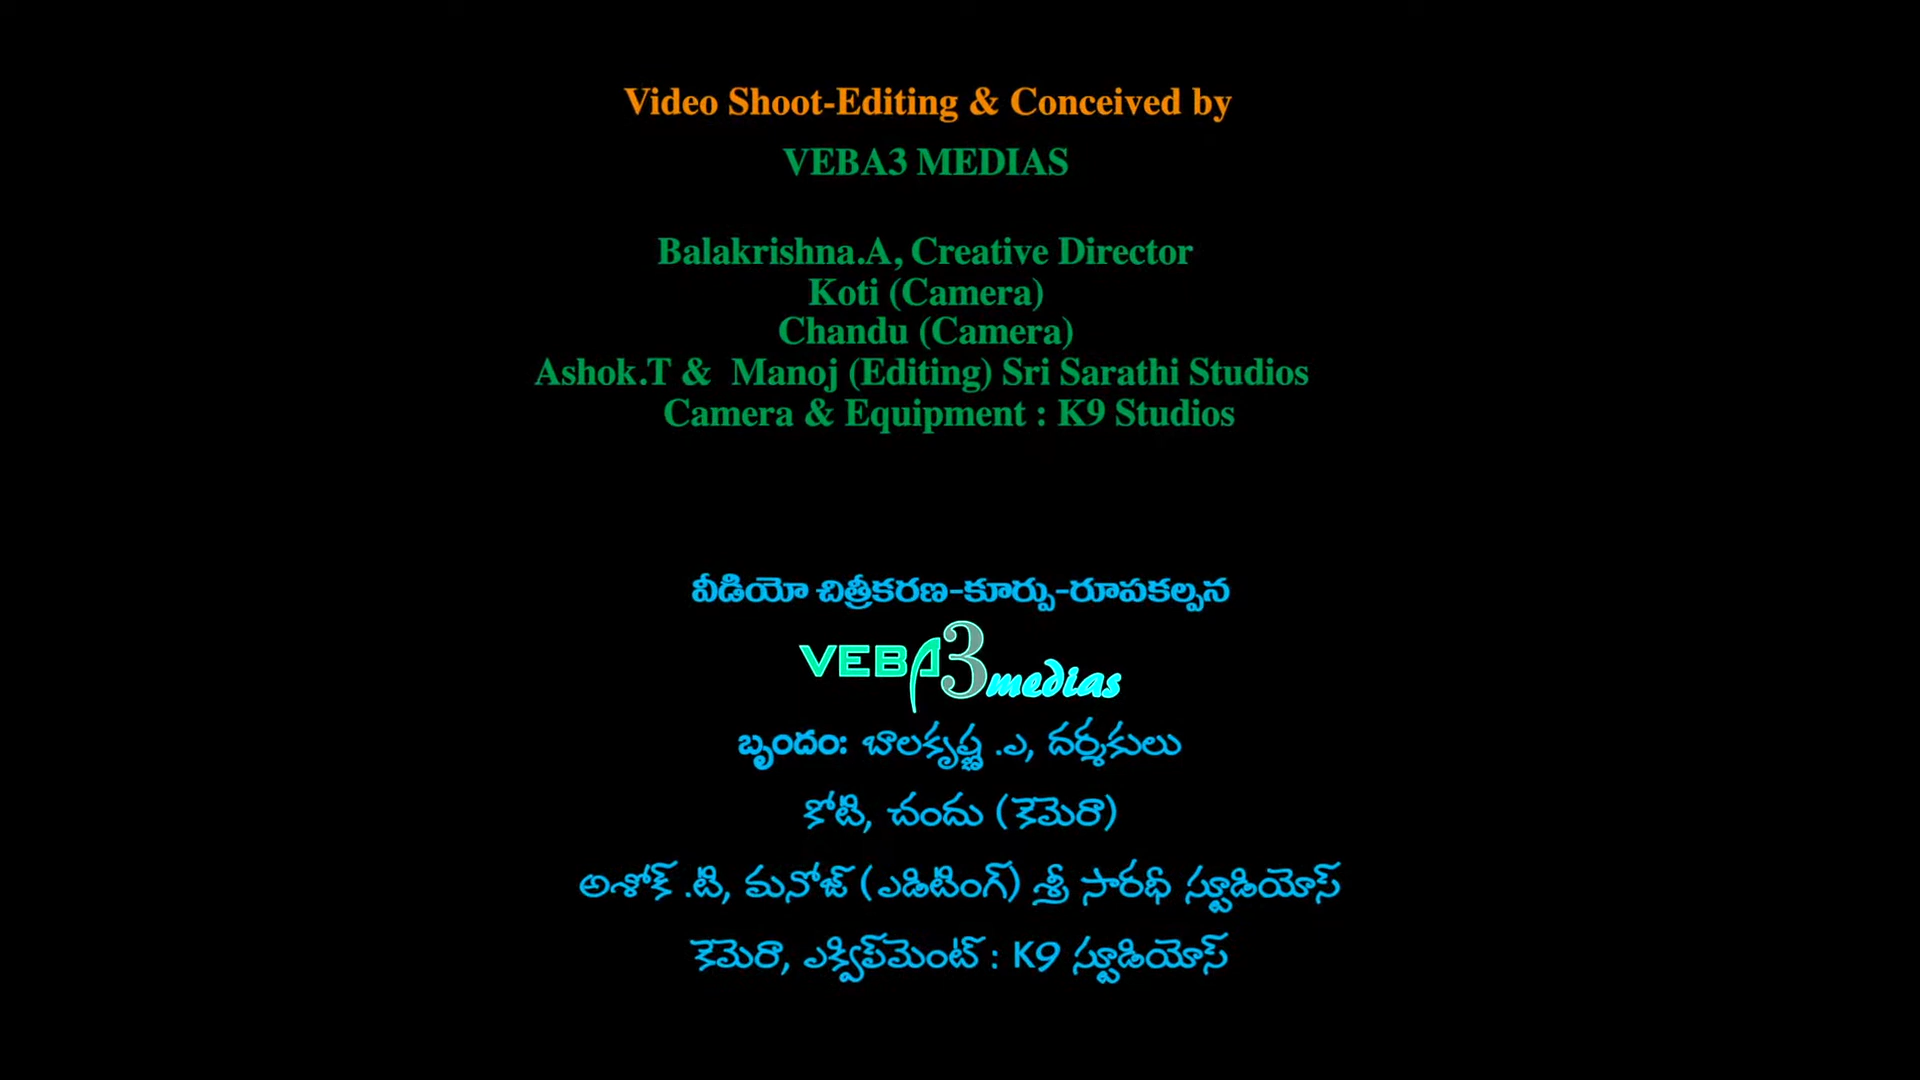 Video Shoot-Editing & Conceived by
VEBA3 MEDIAS
Balakrishna.A, Creative Director
Koti (Camera)
Chandu (Camera)
Ashok.T & Manoj (Editing) Sri Sarathi Studios
Camera & Equipment : K9 Studios
వీడియో చిత్రీకరణ-కూర్పు-రూపకల్పన
VEBA3medias
బృందం: బాలకృష్ణ .ఎ, దర్శకులు
కోటి, చందు (కెమెరా)
అశోక్ .టి, మనోజ్ (ఎడిటింగ్) శ్రీ సారథీ స్టూడియోస్
కెమెరా, ఎక్విప్‌మెంట్ : K9 స్టూడియోస్